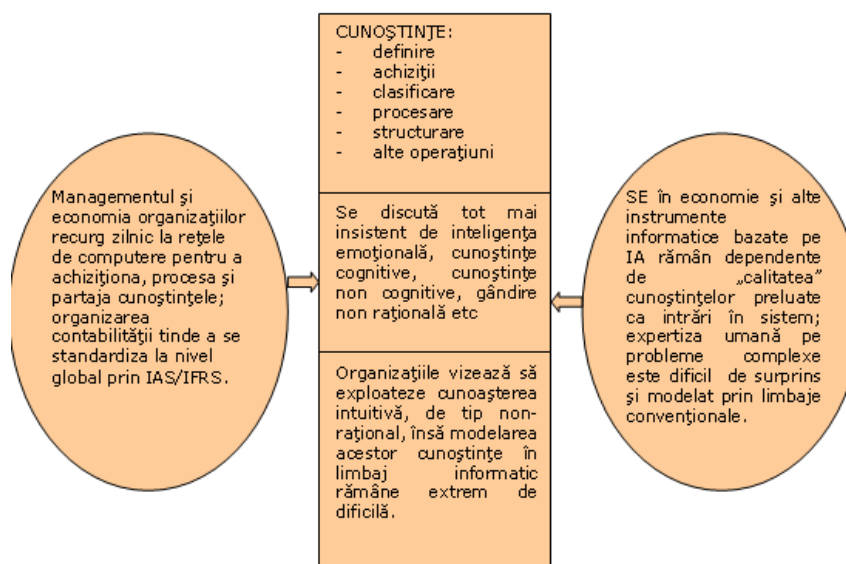 CUNOŞTINŢE:
- definire
- achiziţii
- clasificare
- procesare
- structurare
- alte operaţiuni
Managementul şi
economia organizaţiilor
recurg zilnic la reţele
de computere pentru a
achiziţiona, procesa şi
partaja cunoştinţele;
organizarea
contabilităţii tinde a se
standardiza la nivel
global prin IAS/IFRS.
Se discută tot mai
insistent de inteligenţa
emoţională, cunoştinţe
cognitive, cunoştinţe
non cognitive, gândire
non raţională etc
Organizaţiile vizează să
exploateze cunoaşterea
intuitivă, de tip non-
raţional, însă modelarea
acestor cunoştinţe în
limbaj informatic
rămâne extrem de
dificilă.
SE în economie şi alte
instrumente
informatice bazate pe
IA rămân dependente
de „calitatea”
cunoştinţelor preluate
ca intrări în sistem;
expertiza umană pe
probleme complexe
este dificil de surprins
şi modelat prin limbaje
convenţionale.